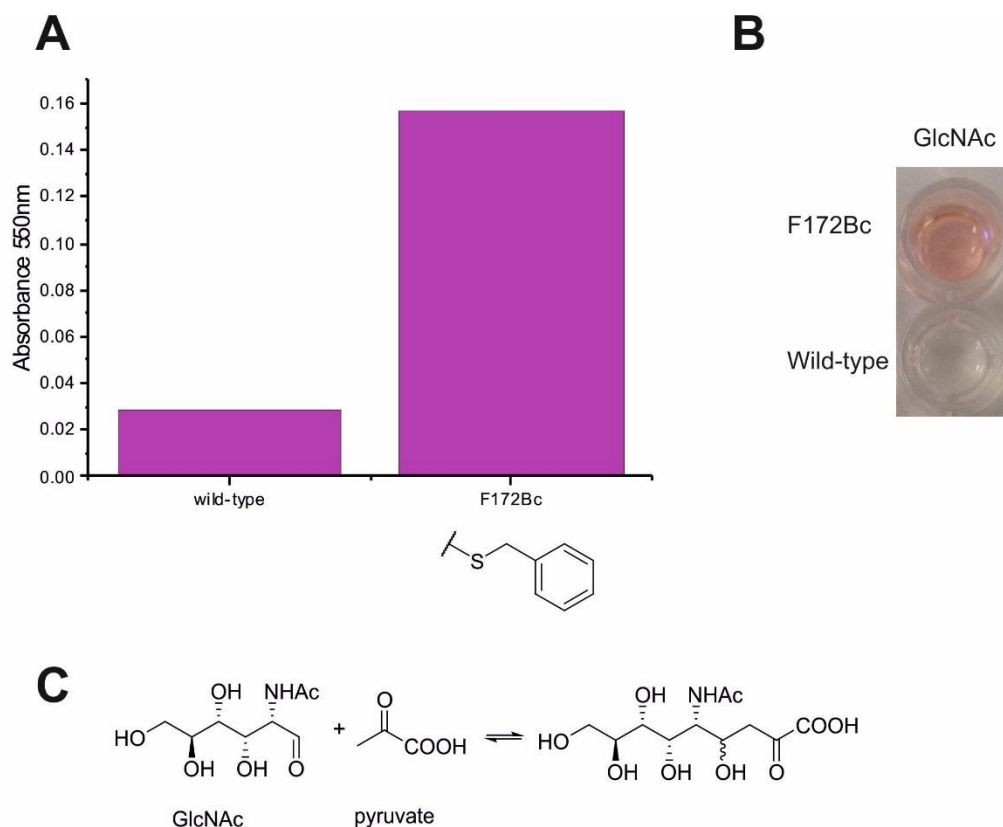 A
Absorbance 550nm
0.16
0.14
0.12
0.10
0.08
0.06
0.04
0.02
0.00
wild-type
F172Bc
S
B
GlcNAc
F172Bc
Wild-type
C
OH NHAc
HO
OH OH O
GlcNAc
+
O
COOH
pyruvate
OH NHAc
HO COOH
OH OH OH O